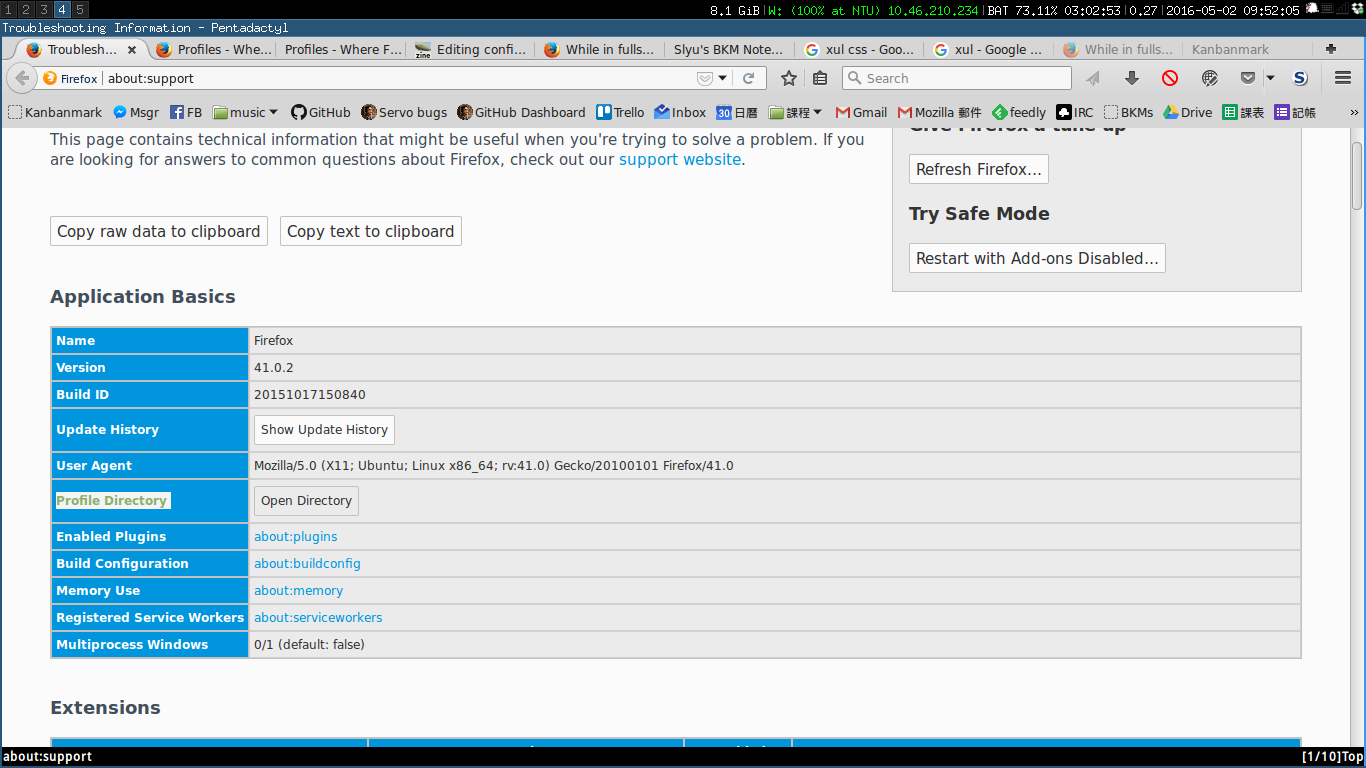 1 2 3 4 5 8.1 GiB|W: (100% at NTU) 10.46.210.234|BAT 73.11% 03:02:53|0.27|2016-05-02 09:52:05
Troubleshooting Information - Pentadactyl
Troublesh... Profiles - Whe... Profiles - Where F... Editing confi... While in fulls... Slyu's BKM Note... xul css - Goo... xul - Google ... While in fulls... Kanbanmark
Firefox about:support Search
Kanbanmark Msgr FB music GitHub Servo bugs GitHub Dashboard Trello Inbox 30 日曆 課程 Gmail Mozilla 郵件 feedly IRC BKMs Drive 課表 記帳 »
Give Firefox a tune up
This page contains technical information that might be useful when you're trying to solve a problem. If you
are looking for answers to common questions about Firefox, check out our support website.
Refresh Firefox...
Try Safe Mode
Copy raw data to clipboard Copy text to clipboard
Restart with Add-ons Disabled...
Application Basics
Name Firefox
Version 41.0.2
Build ID 20151017150840
Update History Show Update History
User Agent Mozilla/5.0 (X11; Ubuntu; Linux x86_64; rv:41.0) Gecko/20100101 Firefox/41.0
Profile Directory Open Directory
Enabled Plugins about:plugins
Build Configuration about:buildconfig
Memory Use about:memory
Registered Service Workers about:serviceworkers
Multiprocess Windows 0/1 (default: false)
Extensions
about:support [1/10]Top